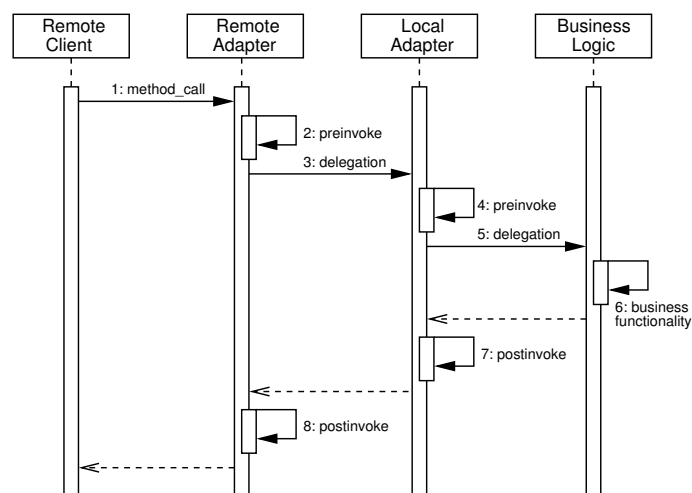 Remote
Client
Remote
Adapter
Local
Adapter
Business
Logic
1: method_call
2: preinvoke
3: delegation
4: preinvoke
5: delegation
6: business
functionality
7: postinvoke
8: postinvoke